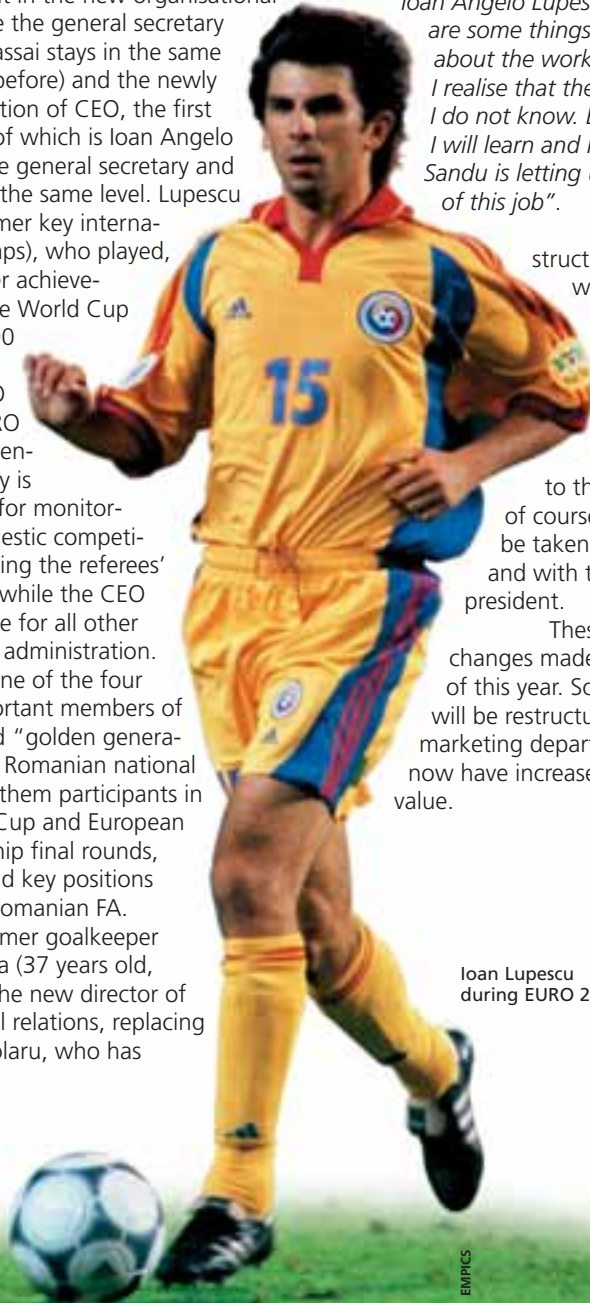 t in the new organisational
e the general secretary
assai stays in the same
before) and the newly
tion of CEO, the first
of which is Ioan Angelo
e general secretary and
the same level. Lupescu
mer key interna-
aps), who played,
er achieve-
e World Cup
RO
en-
y is
for monitor-
estic competi-
ing the referees'
while the CEO
e for all other
administration.
ne of the four
ortant members of
d “golden genera-
Romanian national
them participants in
Cup and European
hip final rounds,
d key positions
omanian FA.
mer goalkeeper
a (37 years old,
he new director of
l relations, replacing
olaru, who has
Ioan Angelo Lupes
are some things
about the work
I realise that the
I do not know.
I will learn and
Sandu is letting
of this job”.
struct
w
to th
of course
be taken
and with t
president.
Thes
changes made
of this year. So
will be restructu
marketing depart
now have increase
value.
15
adidas
Ioan Lupescu
during EURO 2
EMPICS